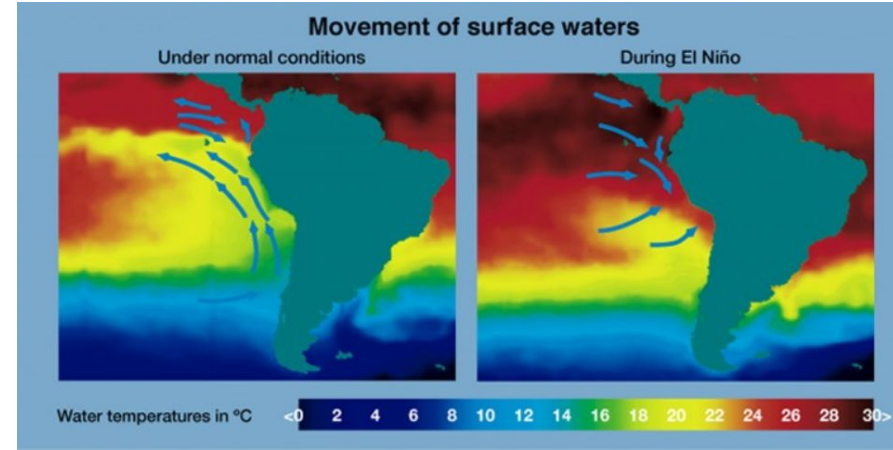 Movement of surface waters
Under normal conditions
During El Niño
Water temperatures in ºC <0 2 4 6 8 10 12 14 16 18 20 22 24 26 28 30>